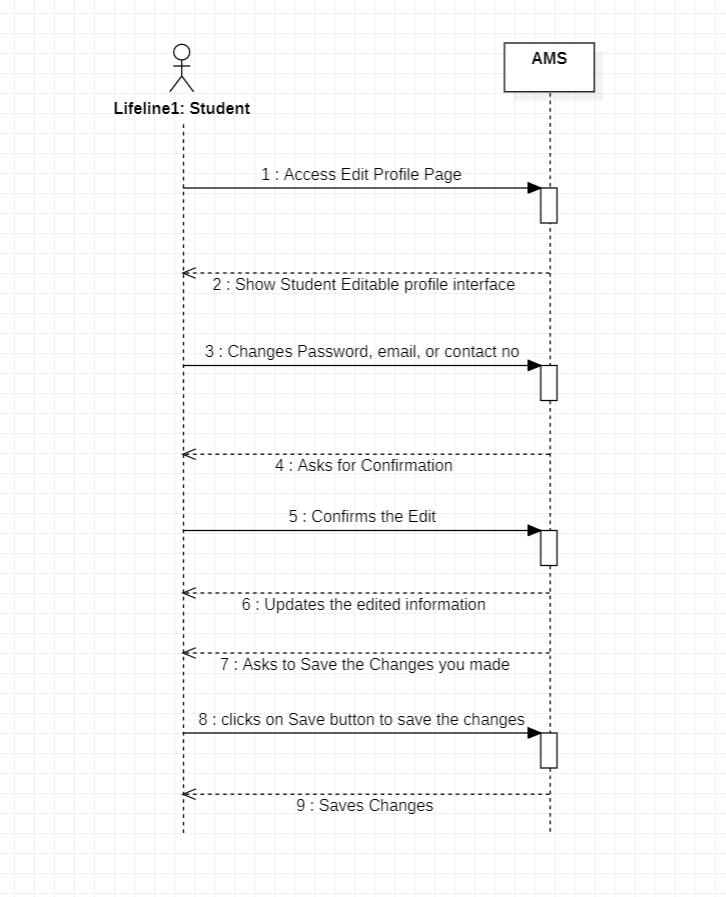 AMS
Lifeline1: Student
1 : Access Edit Profile Page
2 : Show Student Editable profile interface
3 : Changes Password, email, or contact no
4 : Asks for Confirmation
5 : Confirms the Edit
6 : Updates the edited information
7 : Asks to Save the Changes you made
8 : clicks on Save button to save the changes
9 : Saves Changes